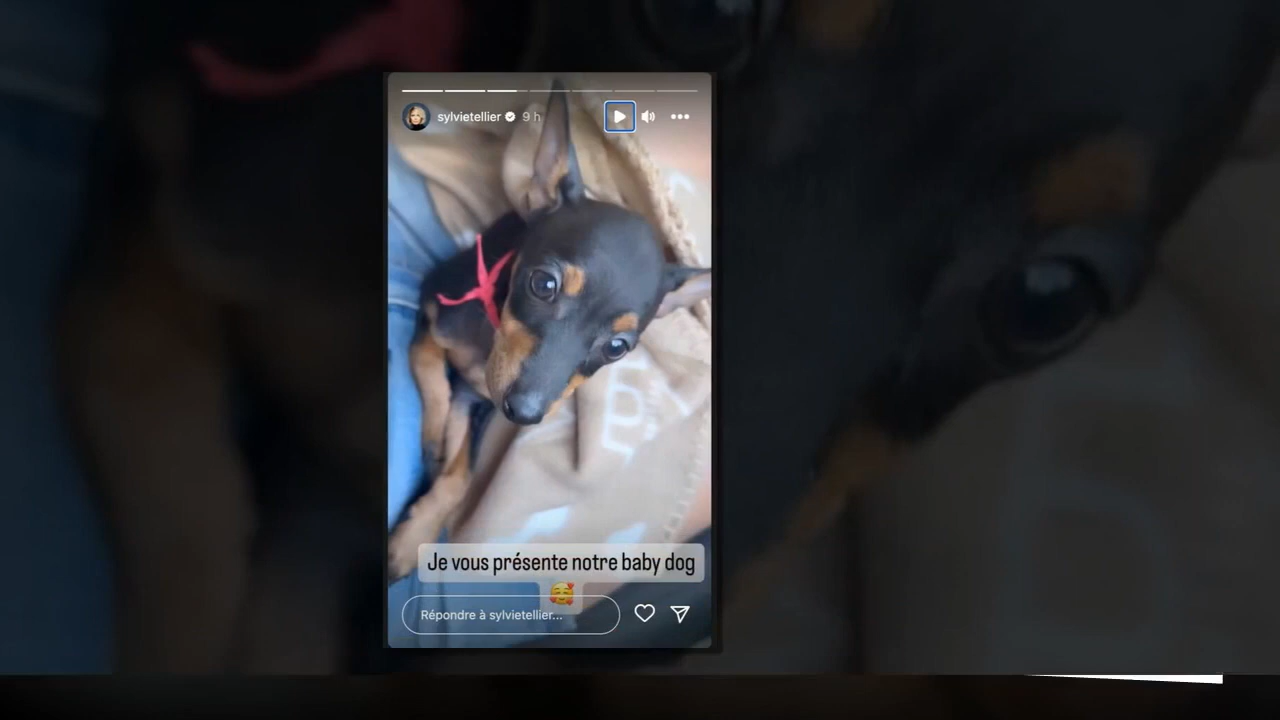 sylvietellier 9 h
Je vous présente notre baby dog
🥰
Répondre à sylvietellier...